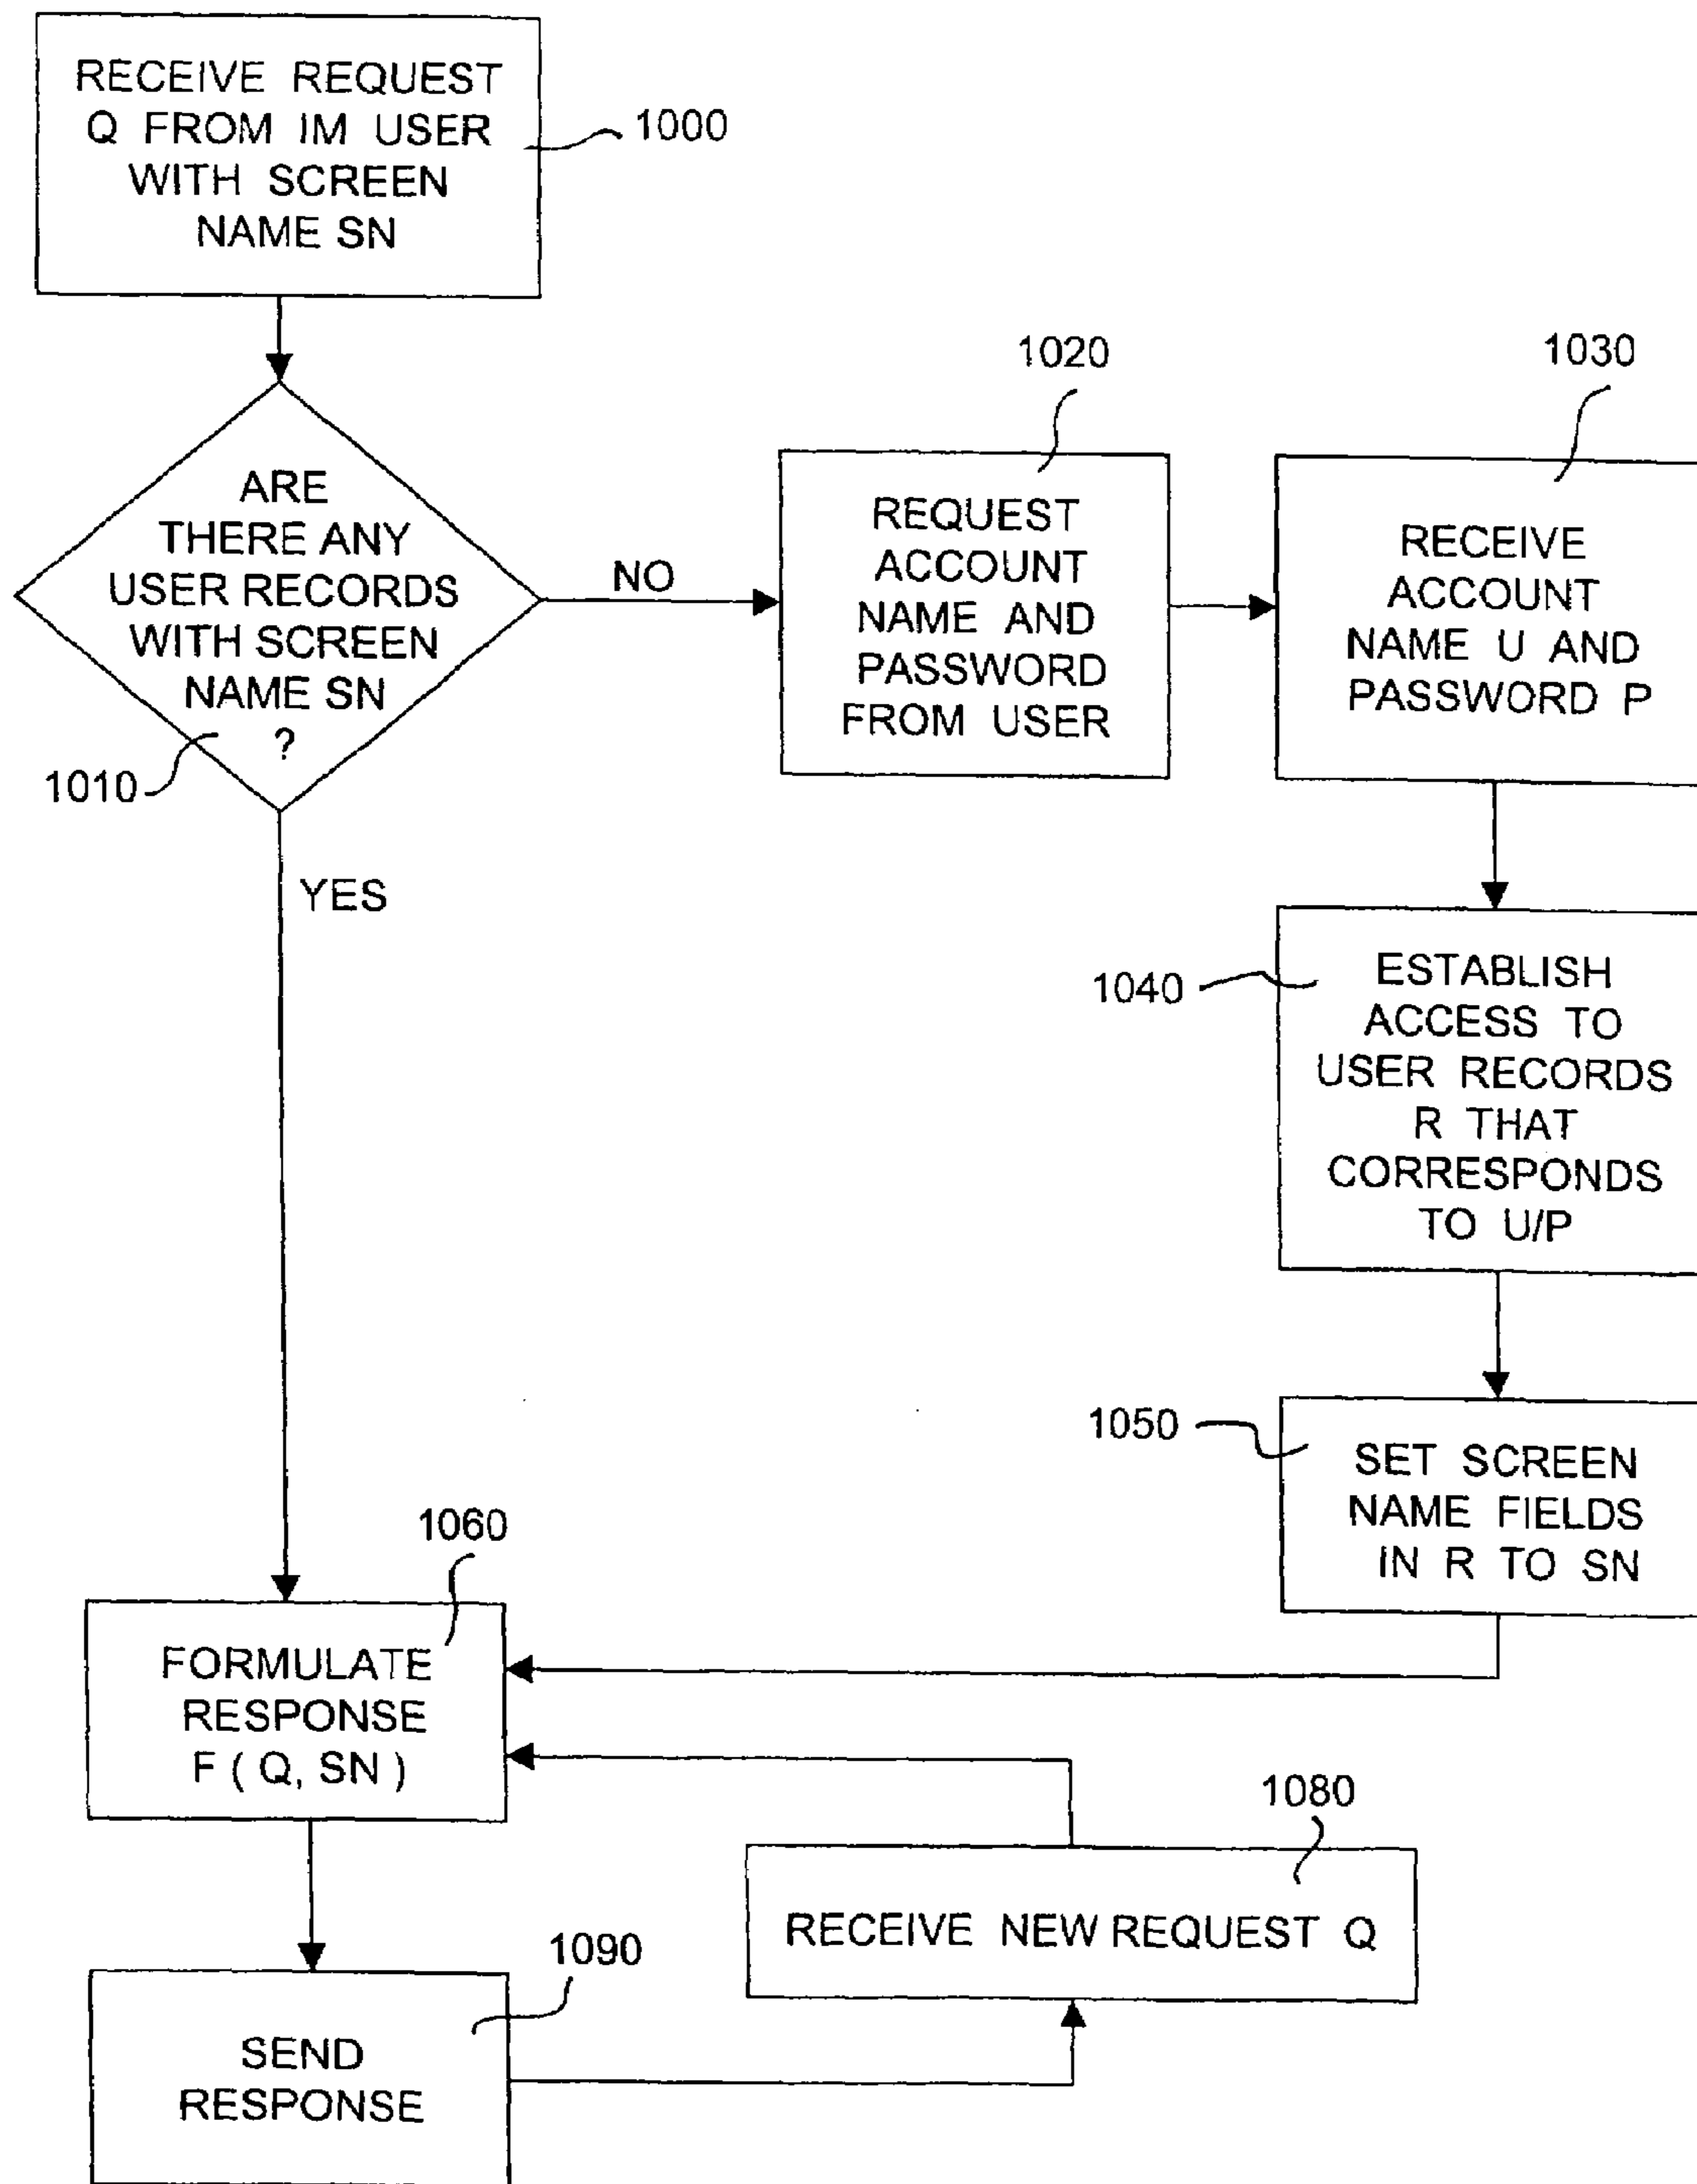 RECEIVE REQUEST
Q FROM IM USER
WITH SCREEN
NAME SN
1000
ARE
THERE ANY
USER RECORDS
WITH SCREEN
NAME SN
?
1010
NO
YES
1020
REQUEST
ACCOUNT
NAME AND
PASSWORD
FROM USER
1030
RECEIVE
ACCOUNT
NAME U AND
PASSWORD P
1040
ESTABLISH
ACCESS TO
USER RECORDS
R THAT
CORRESPONDS
TO U/P
1050
SET SCREEN
NAME FIELDS
IN R TO SN
1060
FORMULATE
RESPONSE
F ( Q, SN )
1080
RECEIVE NEW REQUEST Q
1090
SEND
RESPONSE